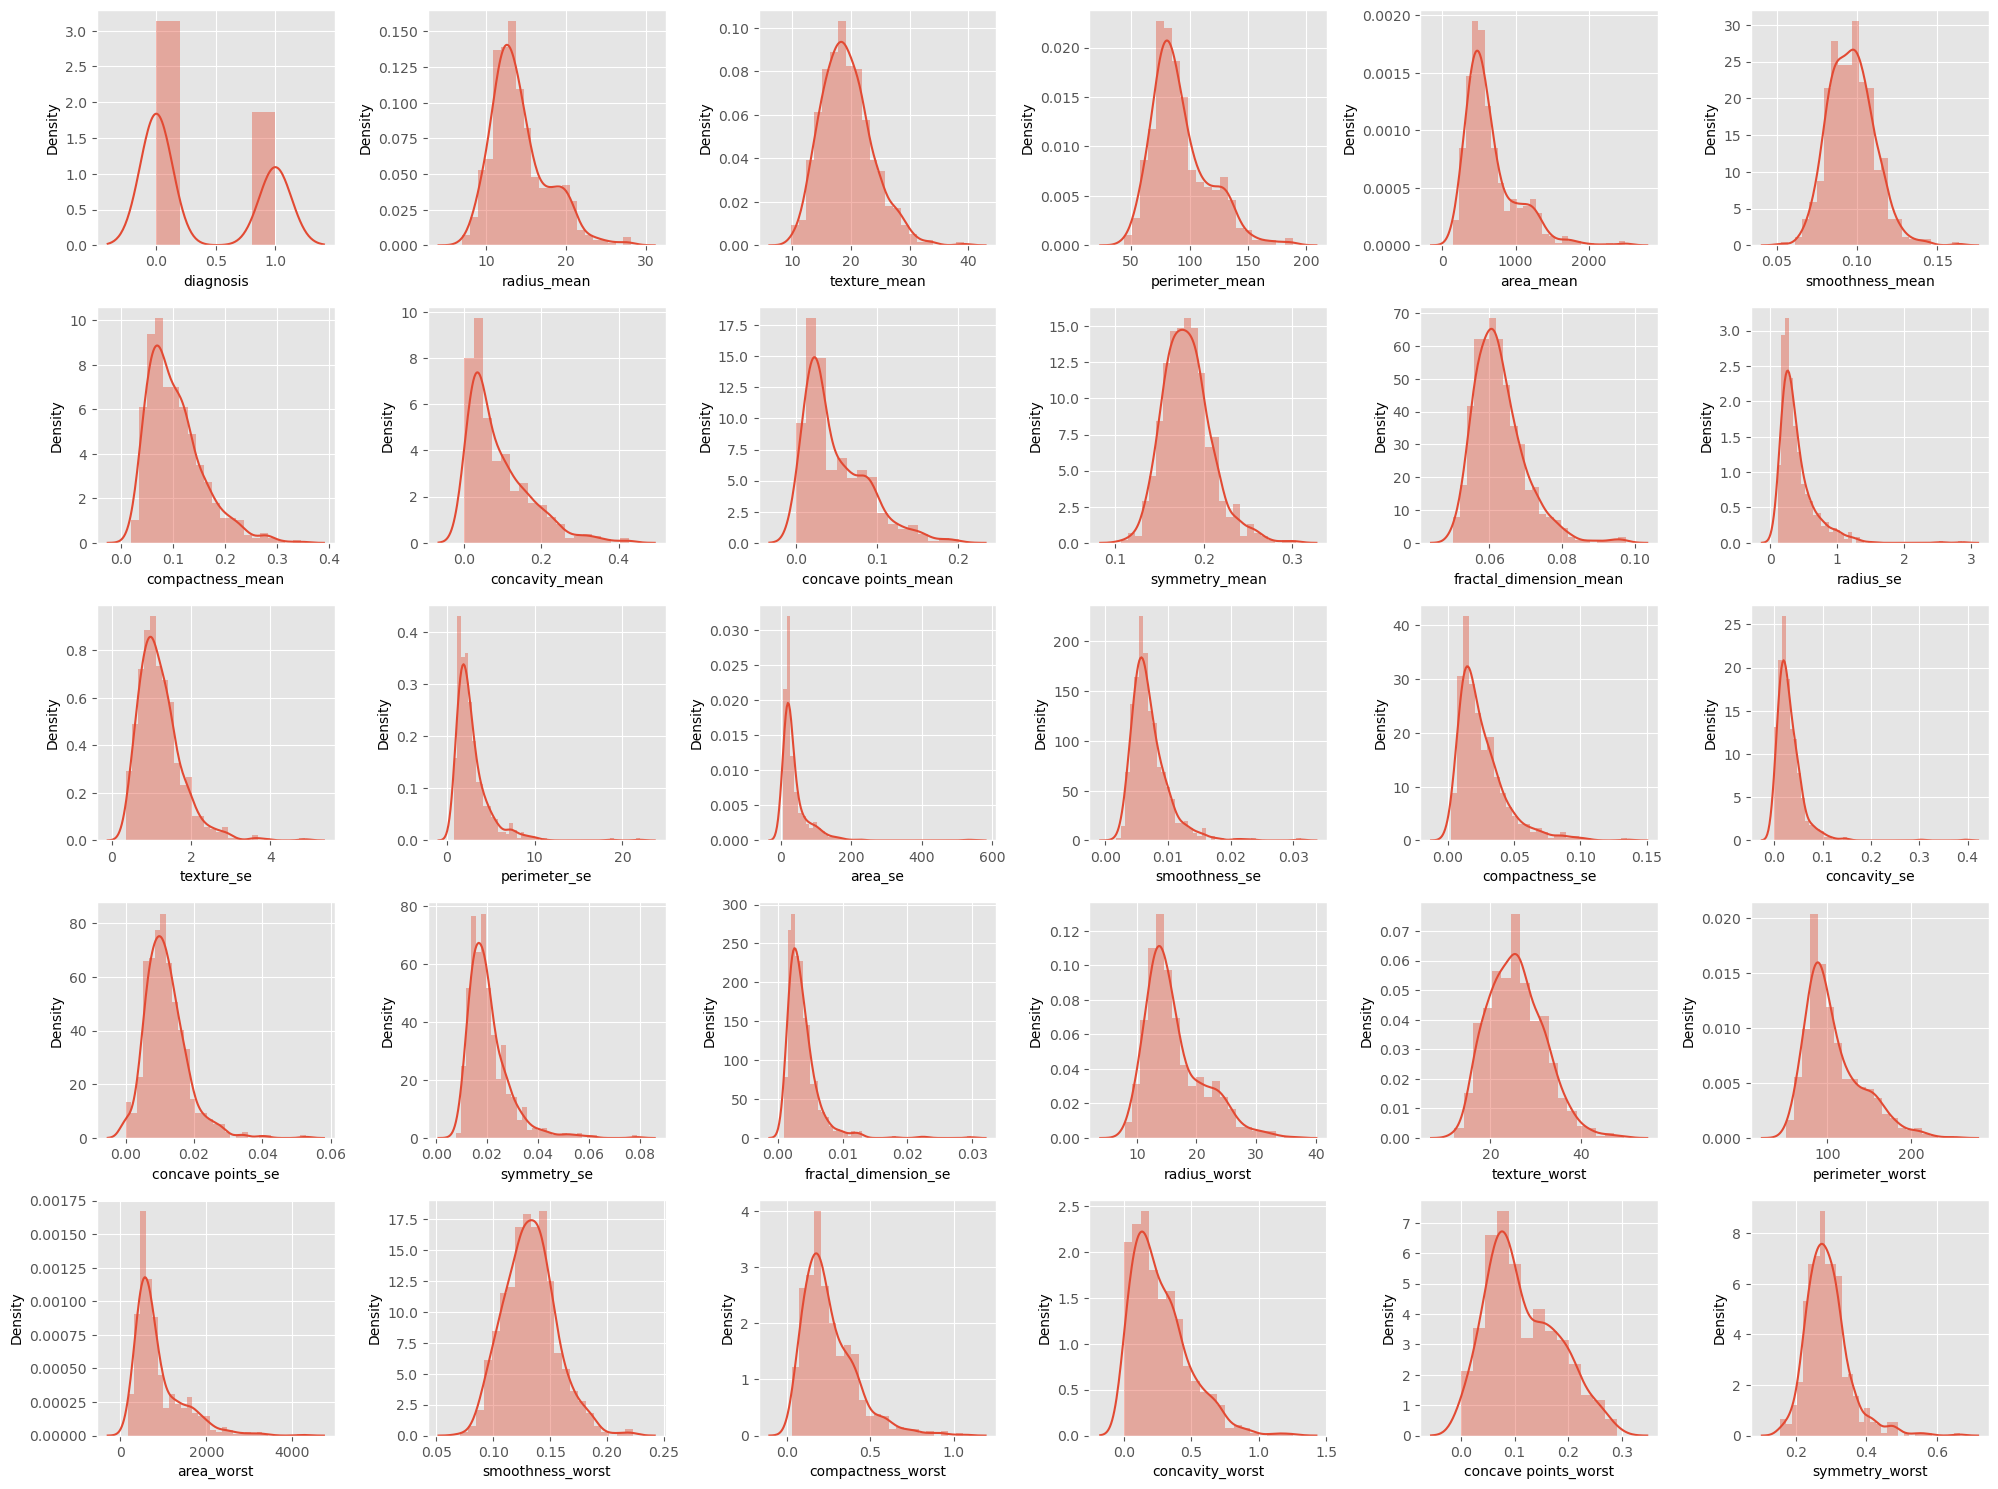 Density
3.0
2.5
2.0
1.5
1.0
0.5
0.0
0.0 1.0
diagnosis
Density
0.150
0.125
0.100
0.075
0.050
0.025
0.000
10 20 30
radius_mean
Density
0.10
0.08
0.06
0.04
0.02
0.00
10 20 30 40
texture_mean
Density
0.020
0.015
0.010
0.005
0.000
50 100 150 200
perimeter_mean
Density
0.0020
0.0015
0.0010
0.0005
0.0000
0 1000 2000
area_mean
Density
30
25
20
15
10
5
0
0.05 0.10 0.15
smoothness_mean
Density
10
8
6
4
2
0
0.0 0.1 0.2 0.3 0.4
compactness_mean
Density
10
8
6
4
2
0
0.0 0.2 0.4
concavity_mean
Density
17.5
15.0
12.5
10.0
7.5
5.0
2.5
0.0
0.0 0.1 0.2
concave points_mean
Density
15.0
12.5
10.0
7.5
5.0
2.5
0.0
0.1 0.2 0.3
symmetry_mean
Density
70
60
50
40
30
20
10
0
0.06 0.08 0.10
fractal_dimension_mean
Density
3.0
2.5
2.0
1.5
1.0
0.5
0.0
0 1 2 3
radius_se
Density
0.8
0.6
0.4
0.2
0.0
0 2 4
texture_se
Density
0.4
0.3
0.2
0.1
0.0
0 10 20
perimeter_se
Density
0.030
0.025
0.020
0.015
0.010
0.005
0.000
0 200 400 600
area_se
Density
200
150
100
50
0
0.00 0.01 0.02 0.03
smoothness_se
Density
40
30
20
10
0
0.00 0.05 0.10 0.15
compactness_se
Density
25
20
15
10
5
0
0.0 0.1 0.2 0.3 0.4
concavity_se
Density
80
60
40
20
0
0.00 0.02 0.04 0.06
concave points_se
Density
80
60
40
20
0
0.00 0.02 0.04 0.06 0.08
symmetry_se
Density
300
250
200
150
100
50
0
0.00 0.01 0.02 0.03
fractal_dimension_se
Density
0.12
0.10
0.08
0.06
0.04
0.02
0.00
10 20 30 40
radius_worst
Density
0.07
0.06
0.05
0.04
0.03
0.02
0.01
0.00
20 40
texture_worst
Density
0.020
0.015
0.010
0.005
0.000
100 200
perimeter_worst
Density
0.00175
0.00150
0.00125
0.00100
0.00075
0.00050
0.00025
0.00000
0 2000 4000
area_worst
Density
17.5
15.0
12.5
10.0
7.5
5.0
2.5
0.0
0.05 0.10 0.15 0.20 0.25
smoothness_worst
Density
4
3
2
1
0
0.0 0.5 1.0
compactness_worst
Density
2.5
2.0
1.5
1.0
0.5
0.0
0.0 0.5 1.0 1.5
concavity_worst
Density
7
6
5
4
3
2
1
0
0.0 0.1 0.2 0.3
concave points_worst
Density
8
6
4
2
0
0.2 0.4 0.6
symmetry_worst